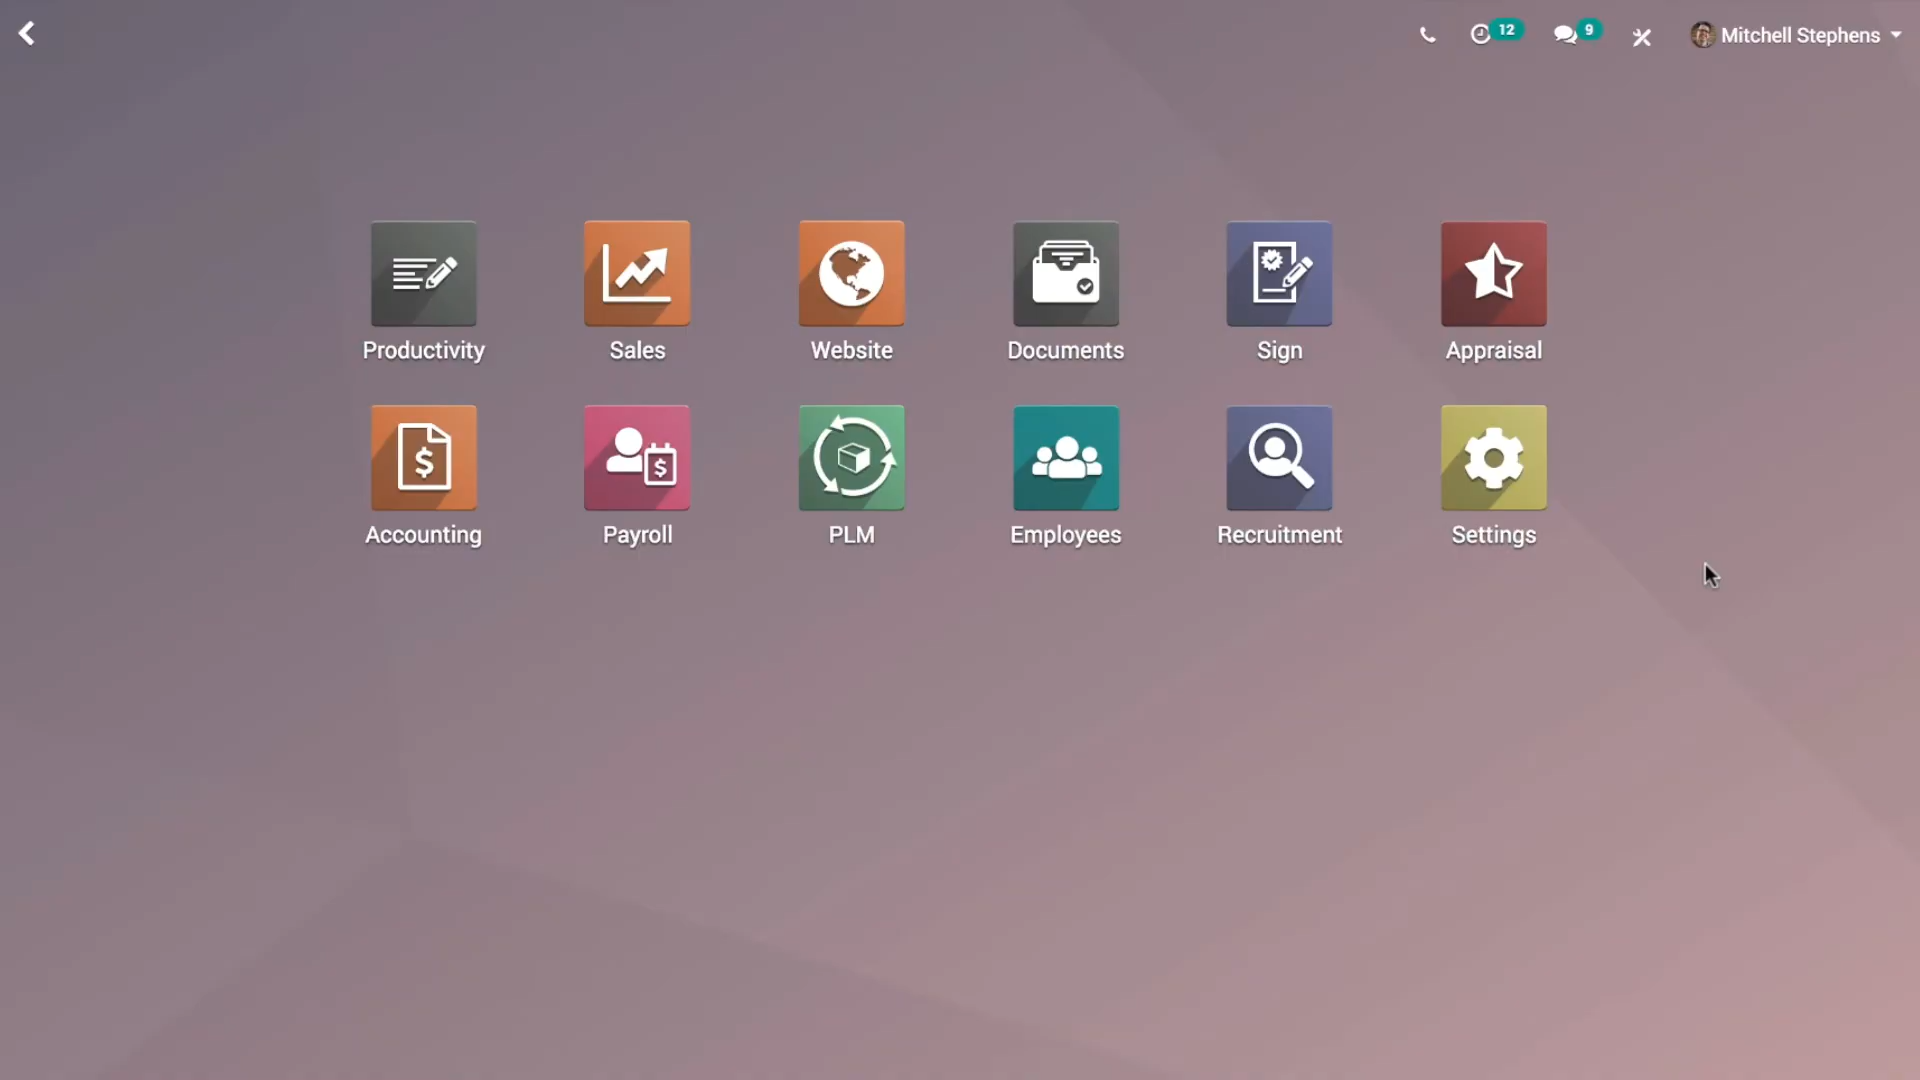 12
9
Mitchell Stephens
Productivity
Sales
Website
Documents
Sign
Appraisal
Accounting
Payroll
PLM
Employees
Recruitment
Settings